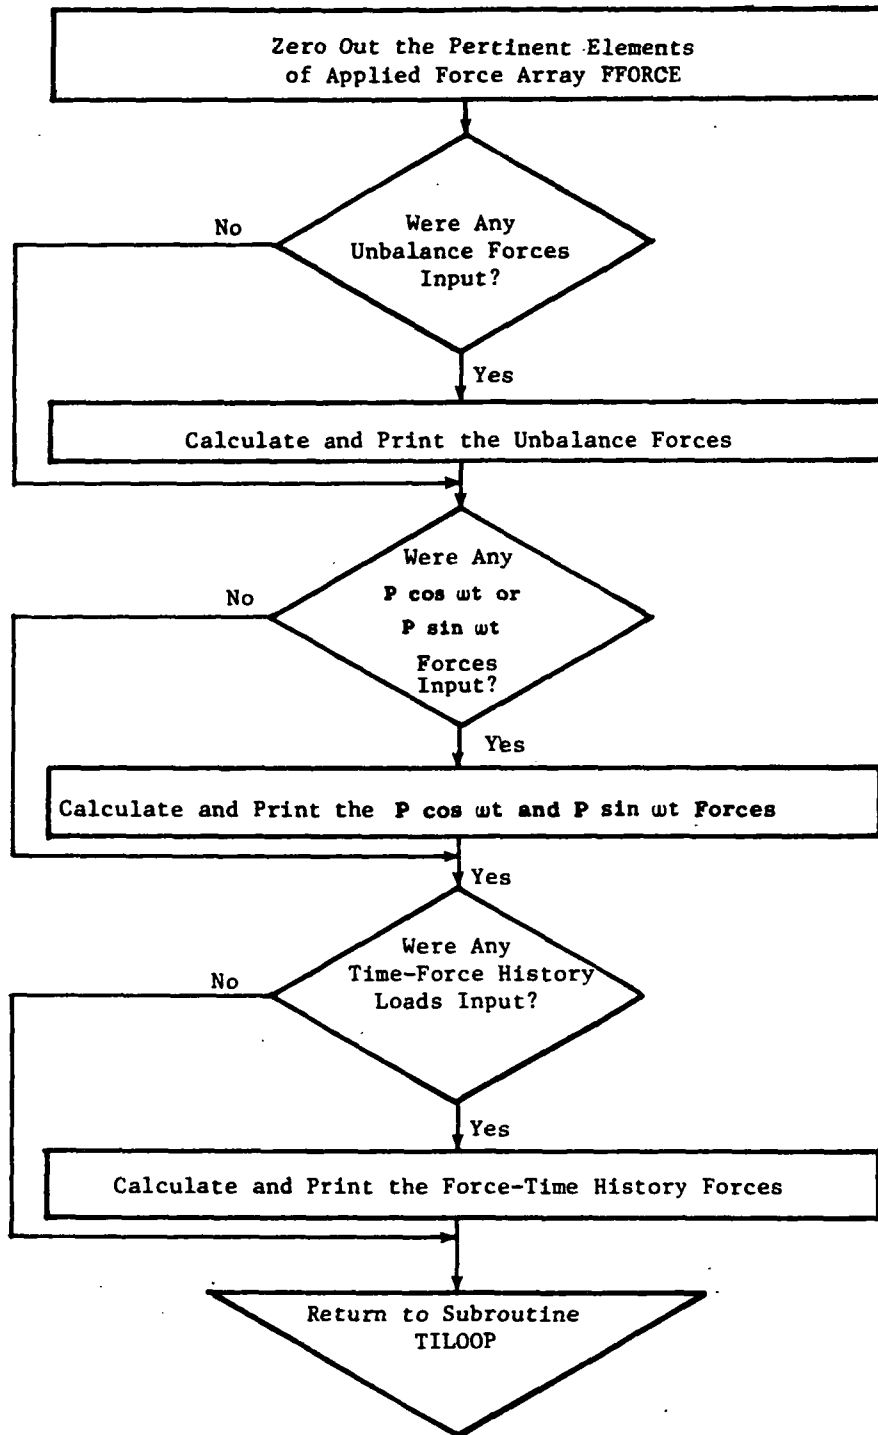 Zero Out the Pertinent Elements
of Applied Force Array FFORCE
No
Were Any
Unbalance Forces
Input?
Yes
Calculate and Print the Unbalance Forces
No
Were Any
P cos ωt or
P sin ωt
Forces
Input?
Yes
Calculate and Print the P cos ωt and P sin ωt Forces
Yes
No
Were Any
Time-Force History
Loads Input?
Yes
Calculate and Print the Force-Time History Forces
Return to Subroutine
TILOOP